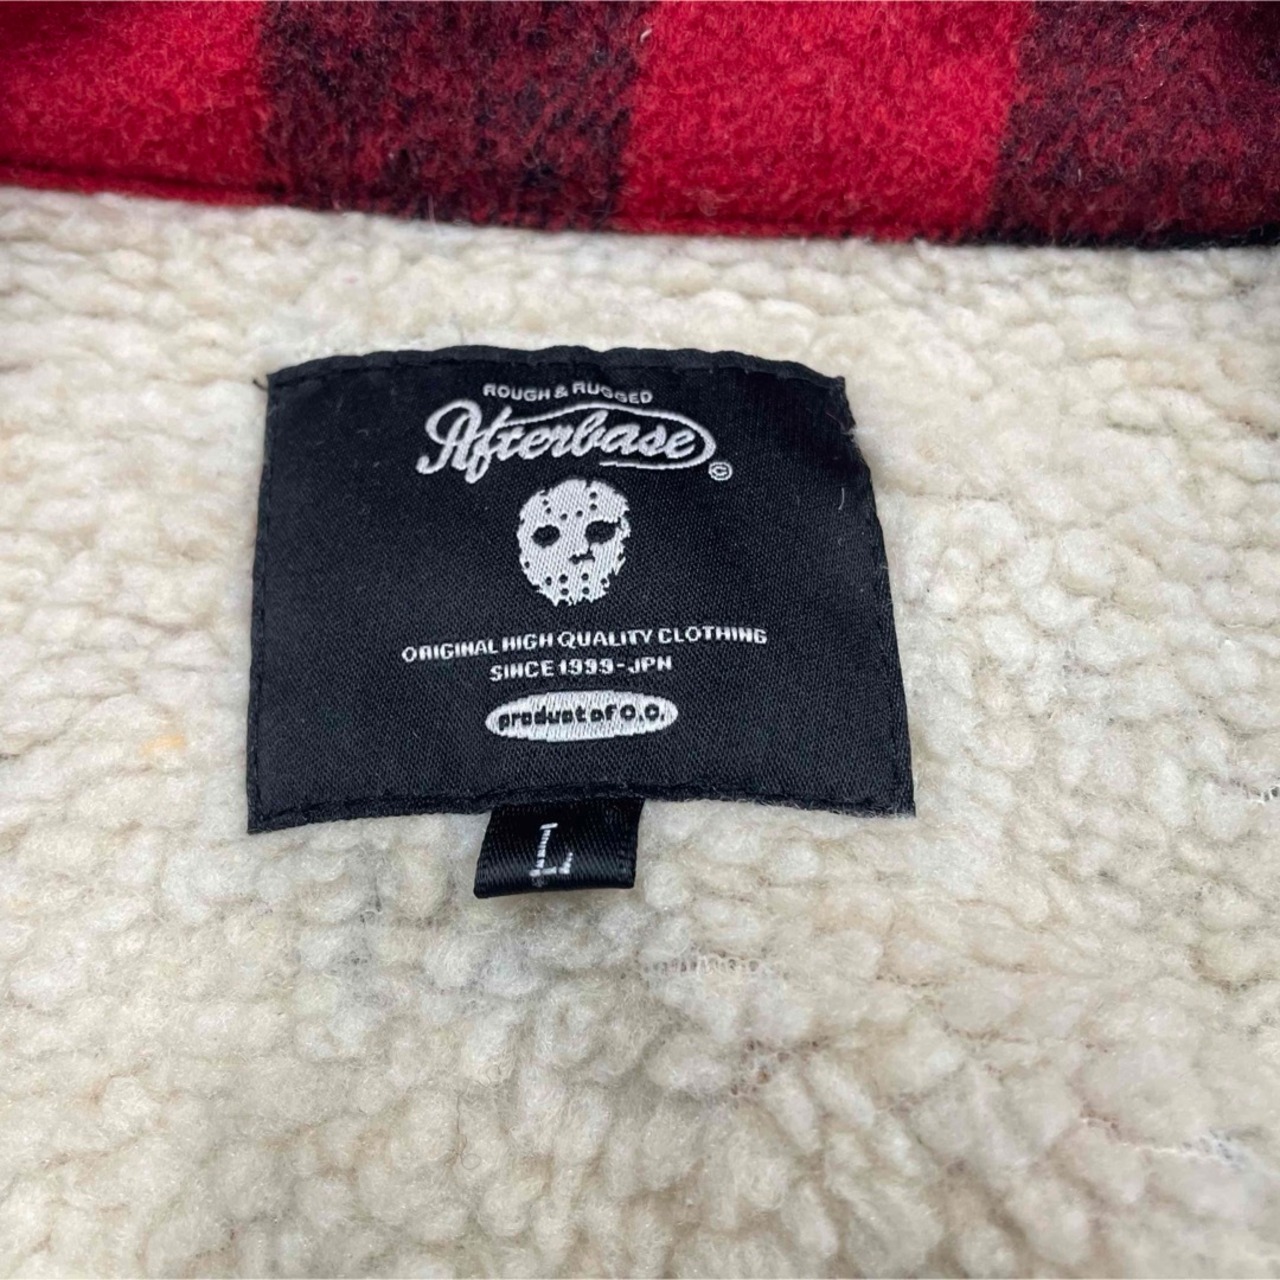 ROUGH & RUGGED
Afterbase
©
ORIGINAL HIGH QUALITY CLOTHING
SINCE 1999-JPN
product of O.C.
L